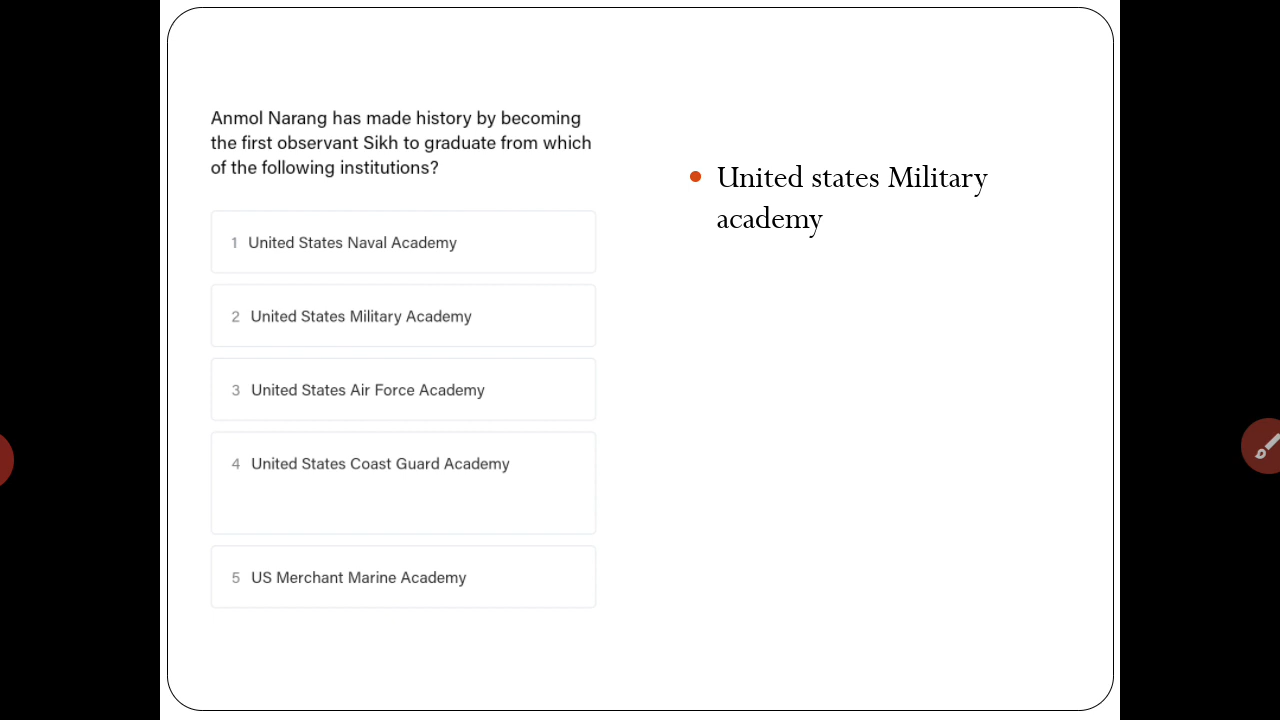 Anmol Narang has made history by becoming
the first observant Sikh to graduate from which
of the following institutions?
1 United States Naval Academy
2 United States Military Academy
3 United States Air Force Academy
4 United States Coast Guard Academy
5 US Merchant Marine Academy
United states Military
academy